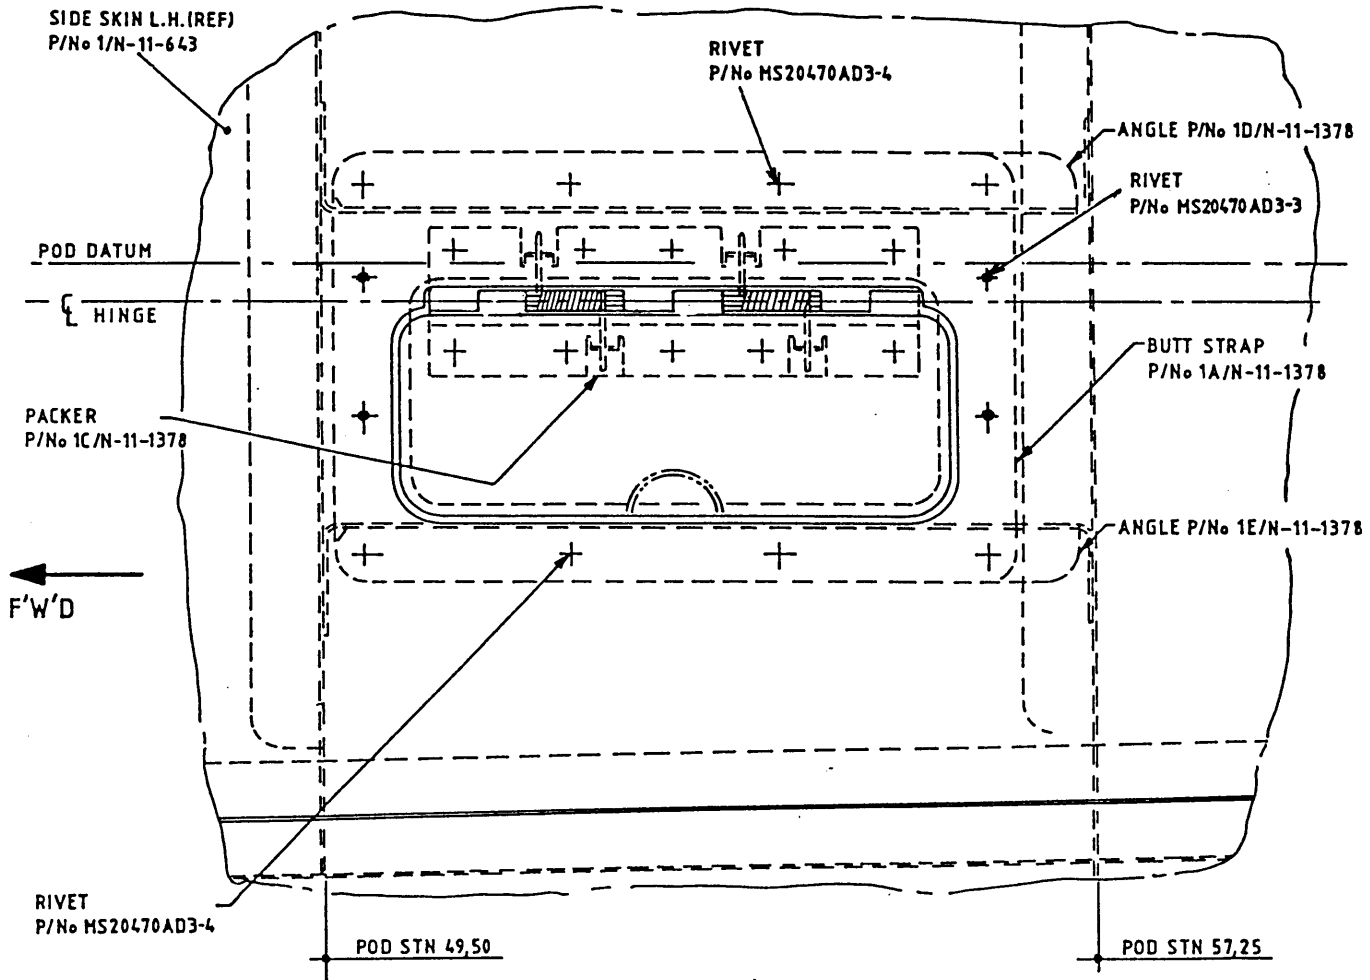 SIDE SKIN L.H.(REF)
P/No 1/N-11-643
RIVET
P/No MS20470AD3-4
ANGLE P/No 1D/N-11-1378
RIVET
P/No MS20470AD3-3
POD DATUM
℄ HINGE
BUTT STRAP
P/No 1A/N-11-1378
PACKER
P/No 1C/N-11-1378
ANGLE P/No 1E/N-11-1378
F'W'D
RIVET
P/No MS20470AD3-4
POD STN 49,50
POD STN 57,25